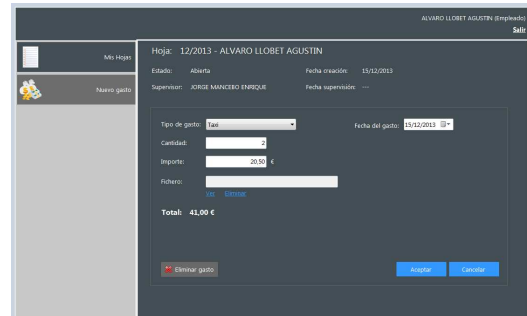 ALVARO LLOBET AGUSTIN (Empleado)
Salir
Mis Hojas
Nuevo gasto
Hoja: 12/2013 - ALVARO LLOBET AGUSTIN
Estado: Abierta Fecha creación: 15/12/2013
Supervisor: JORGE MANCEBO ENRIQUE Fecha supervisión: ---
Tipo de gasto: Taxi Fecha del gasto: 15/12/2013
Cantidad: 2
Importe: 20,50 €
Fichero:
Ver Eliminar
Total: 41,00 €
Eliminar gasto Aceptar Cancelar